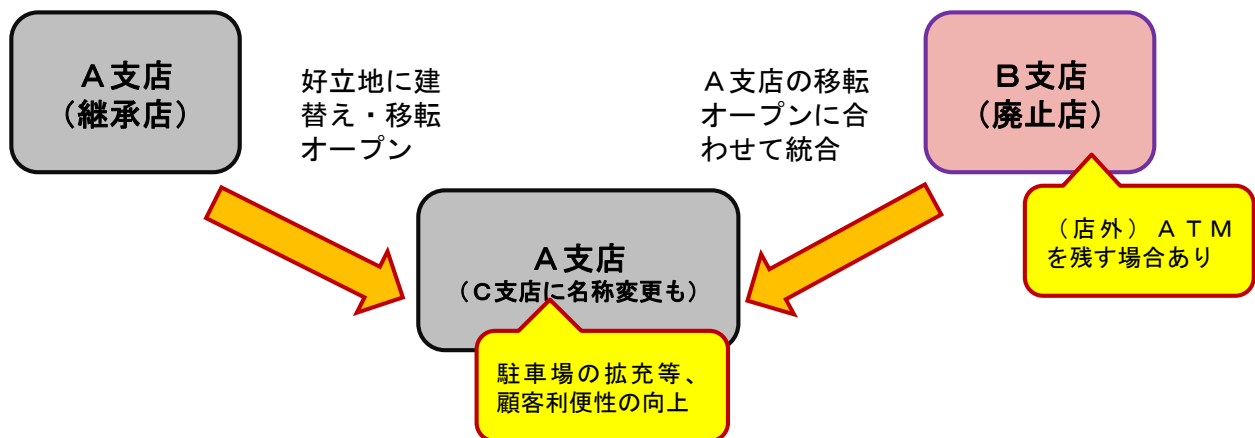 A支店
（継承店）
好立地に建
替え・移転
オープン
A支店の移転
オープンに合
わせて統合
B支店
（廃止店）
（店外）ＡＴＭ
を残す場合あり
A支店
（C支店に名称変更も）
駐車場の拡充等、
顧客利便性の向上